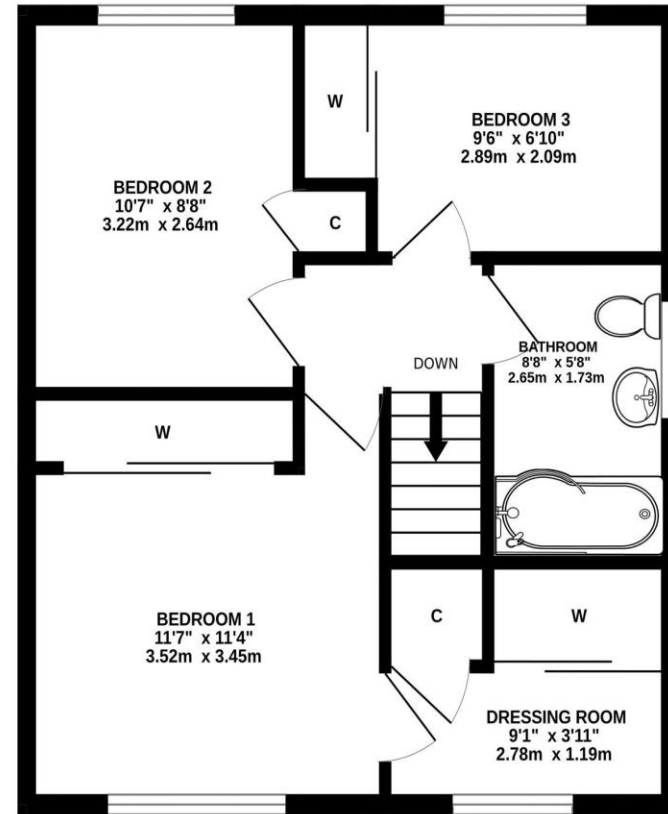 W
BEDROOM 3
9'6" x 6'10"
2.89m x 2.09m
BEDROOM 2
10'7" x 8'8"
3.22m x 2.64m
C
BATHROOM
8'8" x 5'8"
2.65m x 1.73m
DOWN
W
BEDROOM 1
11'7" x 11'4"
3.52m x 3.45m
C
W
DRESSING ROOM
9'1" x 3'11"
2.78m x 1.19m